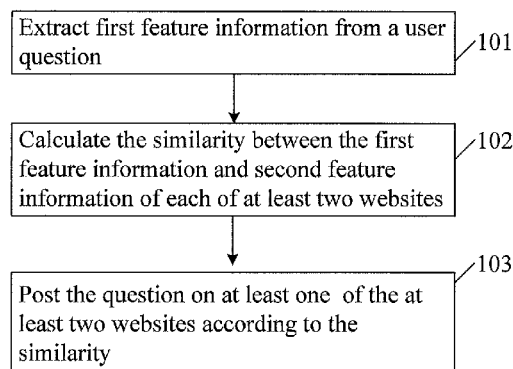 Extract first feature information from a user
question
101
Calculate the similarity between the first
feature information and second feature
information of each of at least two websites
102
103
Post the question on at least one of the at
least two websites according to the
similarity